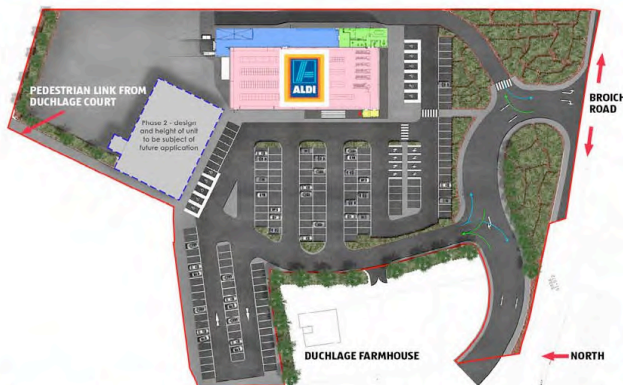 PEDESTRIAN LINK FROM
DUCHLAGE COURT
Phase 2 - design
and height of unit
to be subject of
future application
ALDI
BROICH
ROAD
DUCHLAGE FARMHOUSE
NORTH